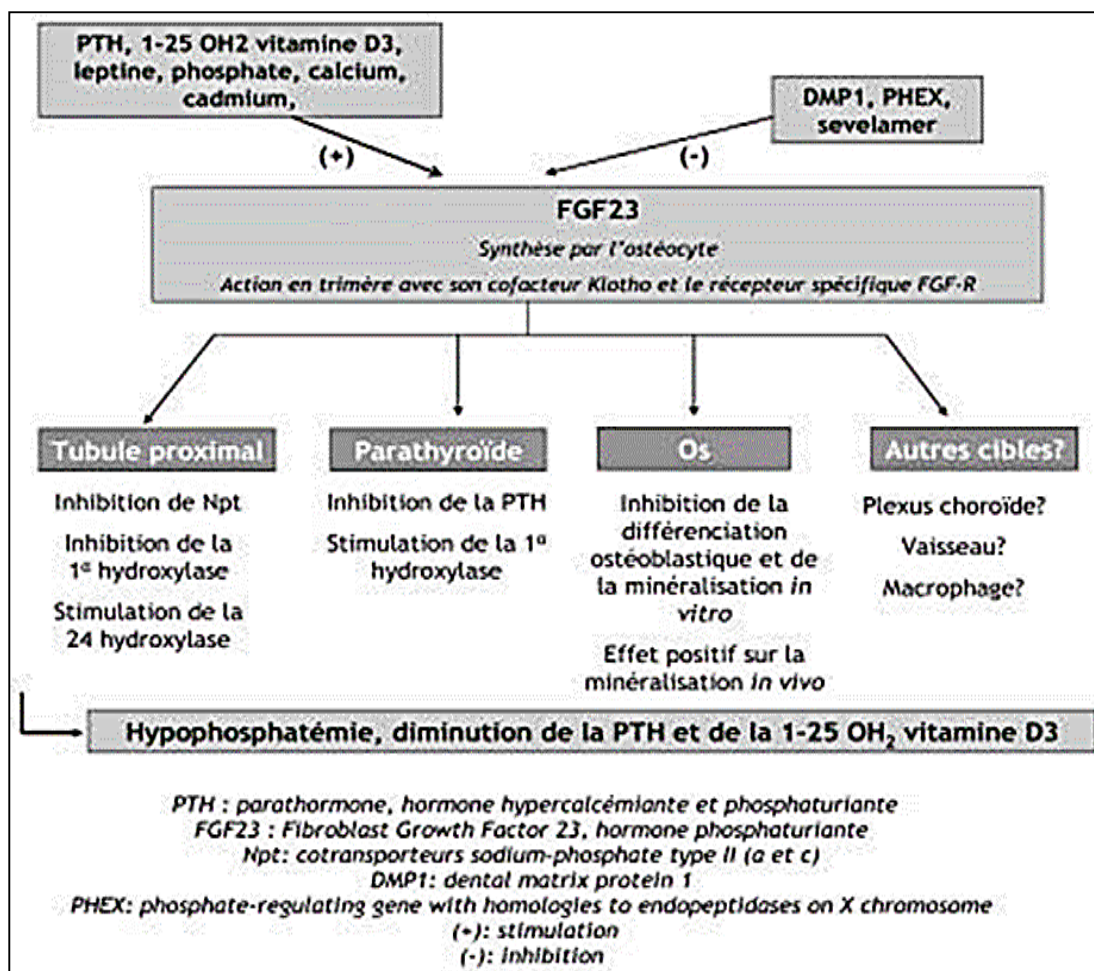 PTH, 1-25 OH2 vitamine D3,
leptine, phosphate, calcium,
cadmium,
DMP1, PHEX,
sevelamer
(+)
(-)
FGF23
Synthèse par l'ostéocyte
Action en trimère avec son cofacteur Klotho et le récepteur spécifique FGF-R
Tubule proximal
Inhibition de Npt
Inhibition de la
1α hydroxylase
Stimulation de la
24 hydroxylase
Parathyroïde
Inhibition de la PTH
Stimulation de la 1α
hydroxylase
Os
Inhibition de la
différenciation
ostéoblastique et de
la minéralisation in
vitro
Effet positif sur la
minéralisation in vivo
Autres cibles?
Plexus choroïde?
Vaisseau?
Macrophage?
Hypophosphatémie, diminution de la PTH et de la 1-25 OH₂ vitamine D3
PTH : parathormone, hormone hypercalcémiante et phosphaturiante
FGF23 : Fibroblast Growth Factor 23, hormone phosphaturiante
Npt: cotransporteurs sodium-phosphate type II (a et c)
DMP1: dental matrix protein 1
PHEX: phosphate-regulating gene with homologies to endopeptidases on X chromosome
(+): stimulation
(-): inhibition